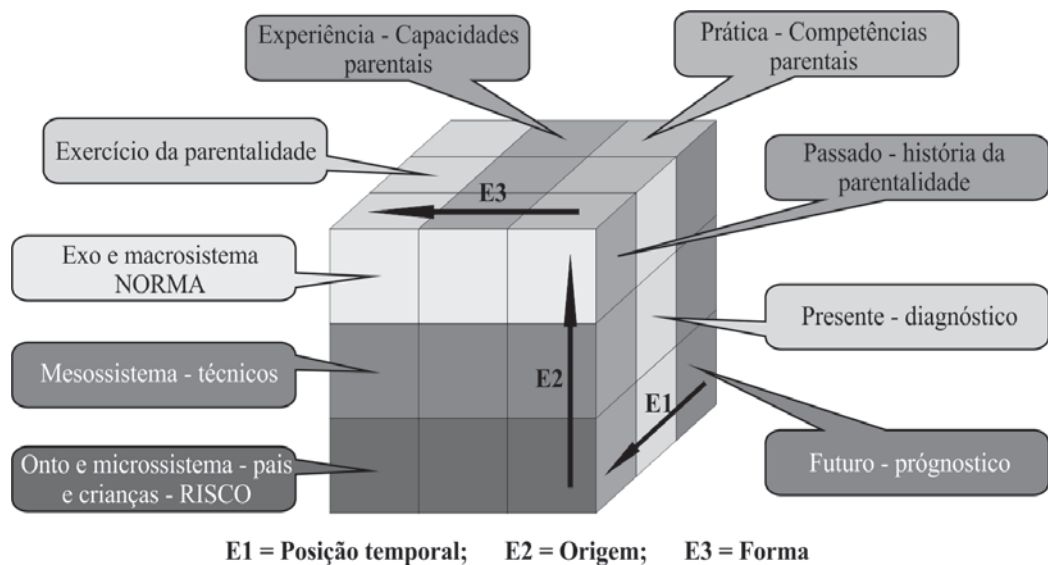 Experiência - Capacidades
parentais
Prática - Competências
parentais
Exercício da parentalidade
Passado - história da
parentalidade
E3
Exo e macrosistema
NORMA
Presente - diagnóstico
Mesossistema - técnicos
E2
E1
Onto e microssistema - pais
e crianças - RISCO
Futuro - prógnostico
E1 = Posição temporal; E2 = Origem; E3 = Forma